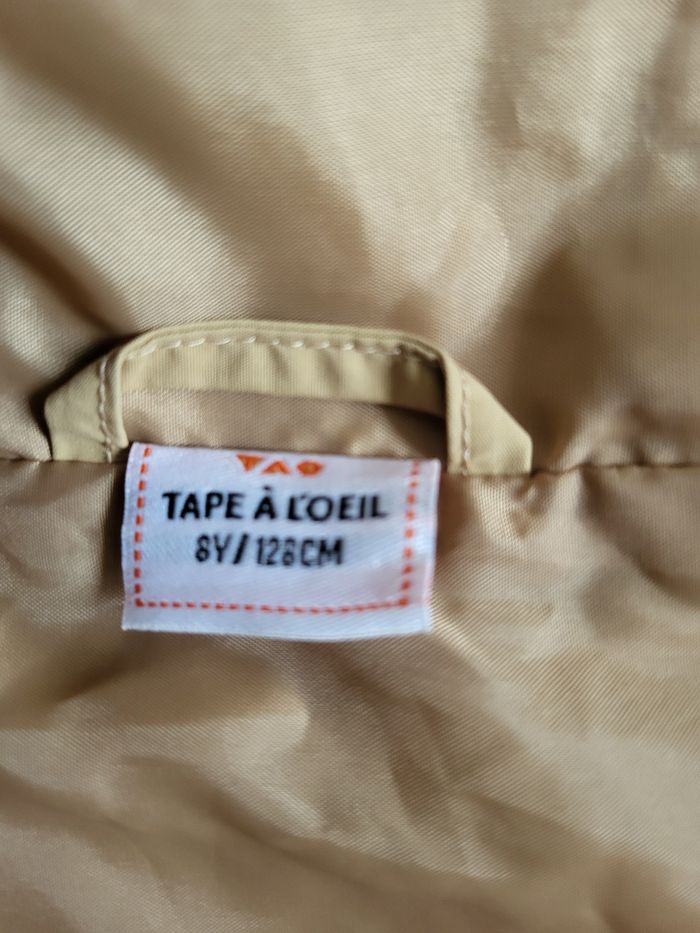 TAO
TAPE À L'OEIL
8Y/128CM